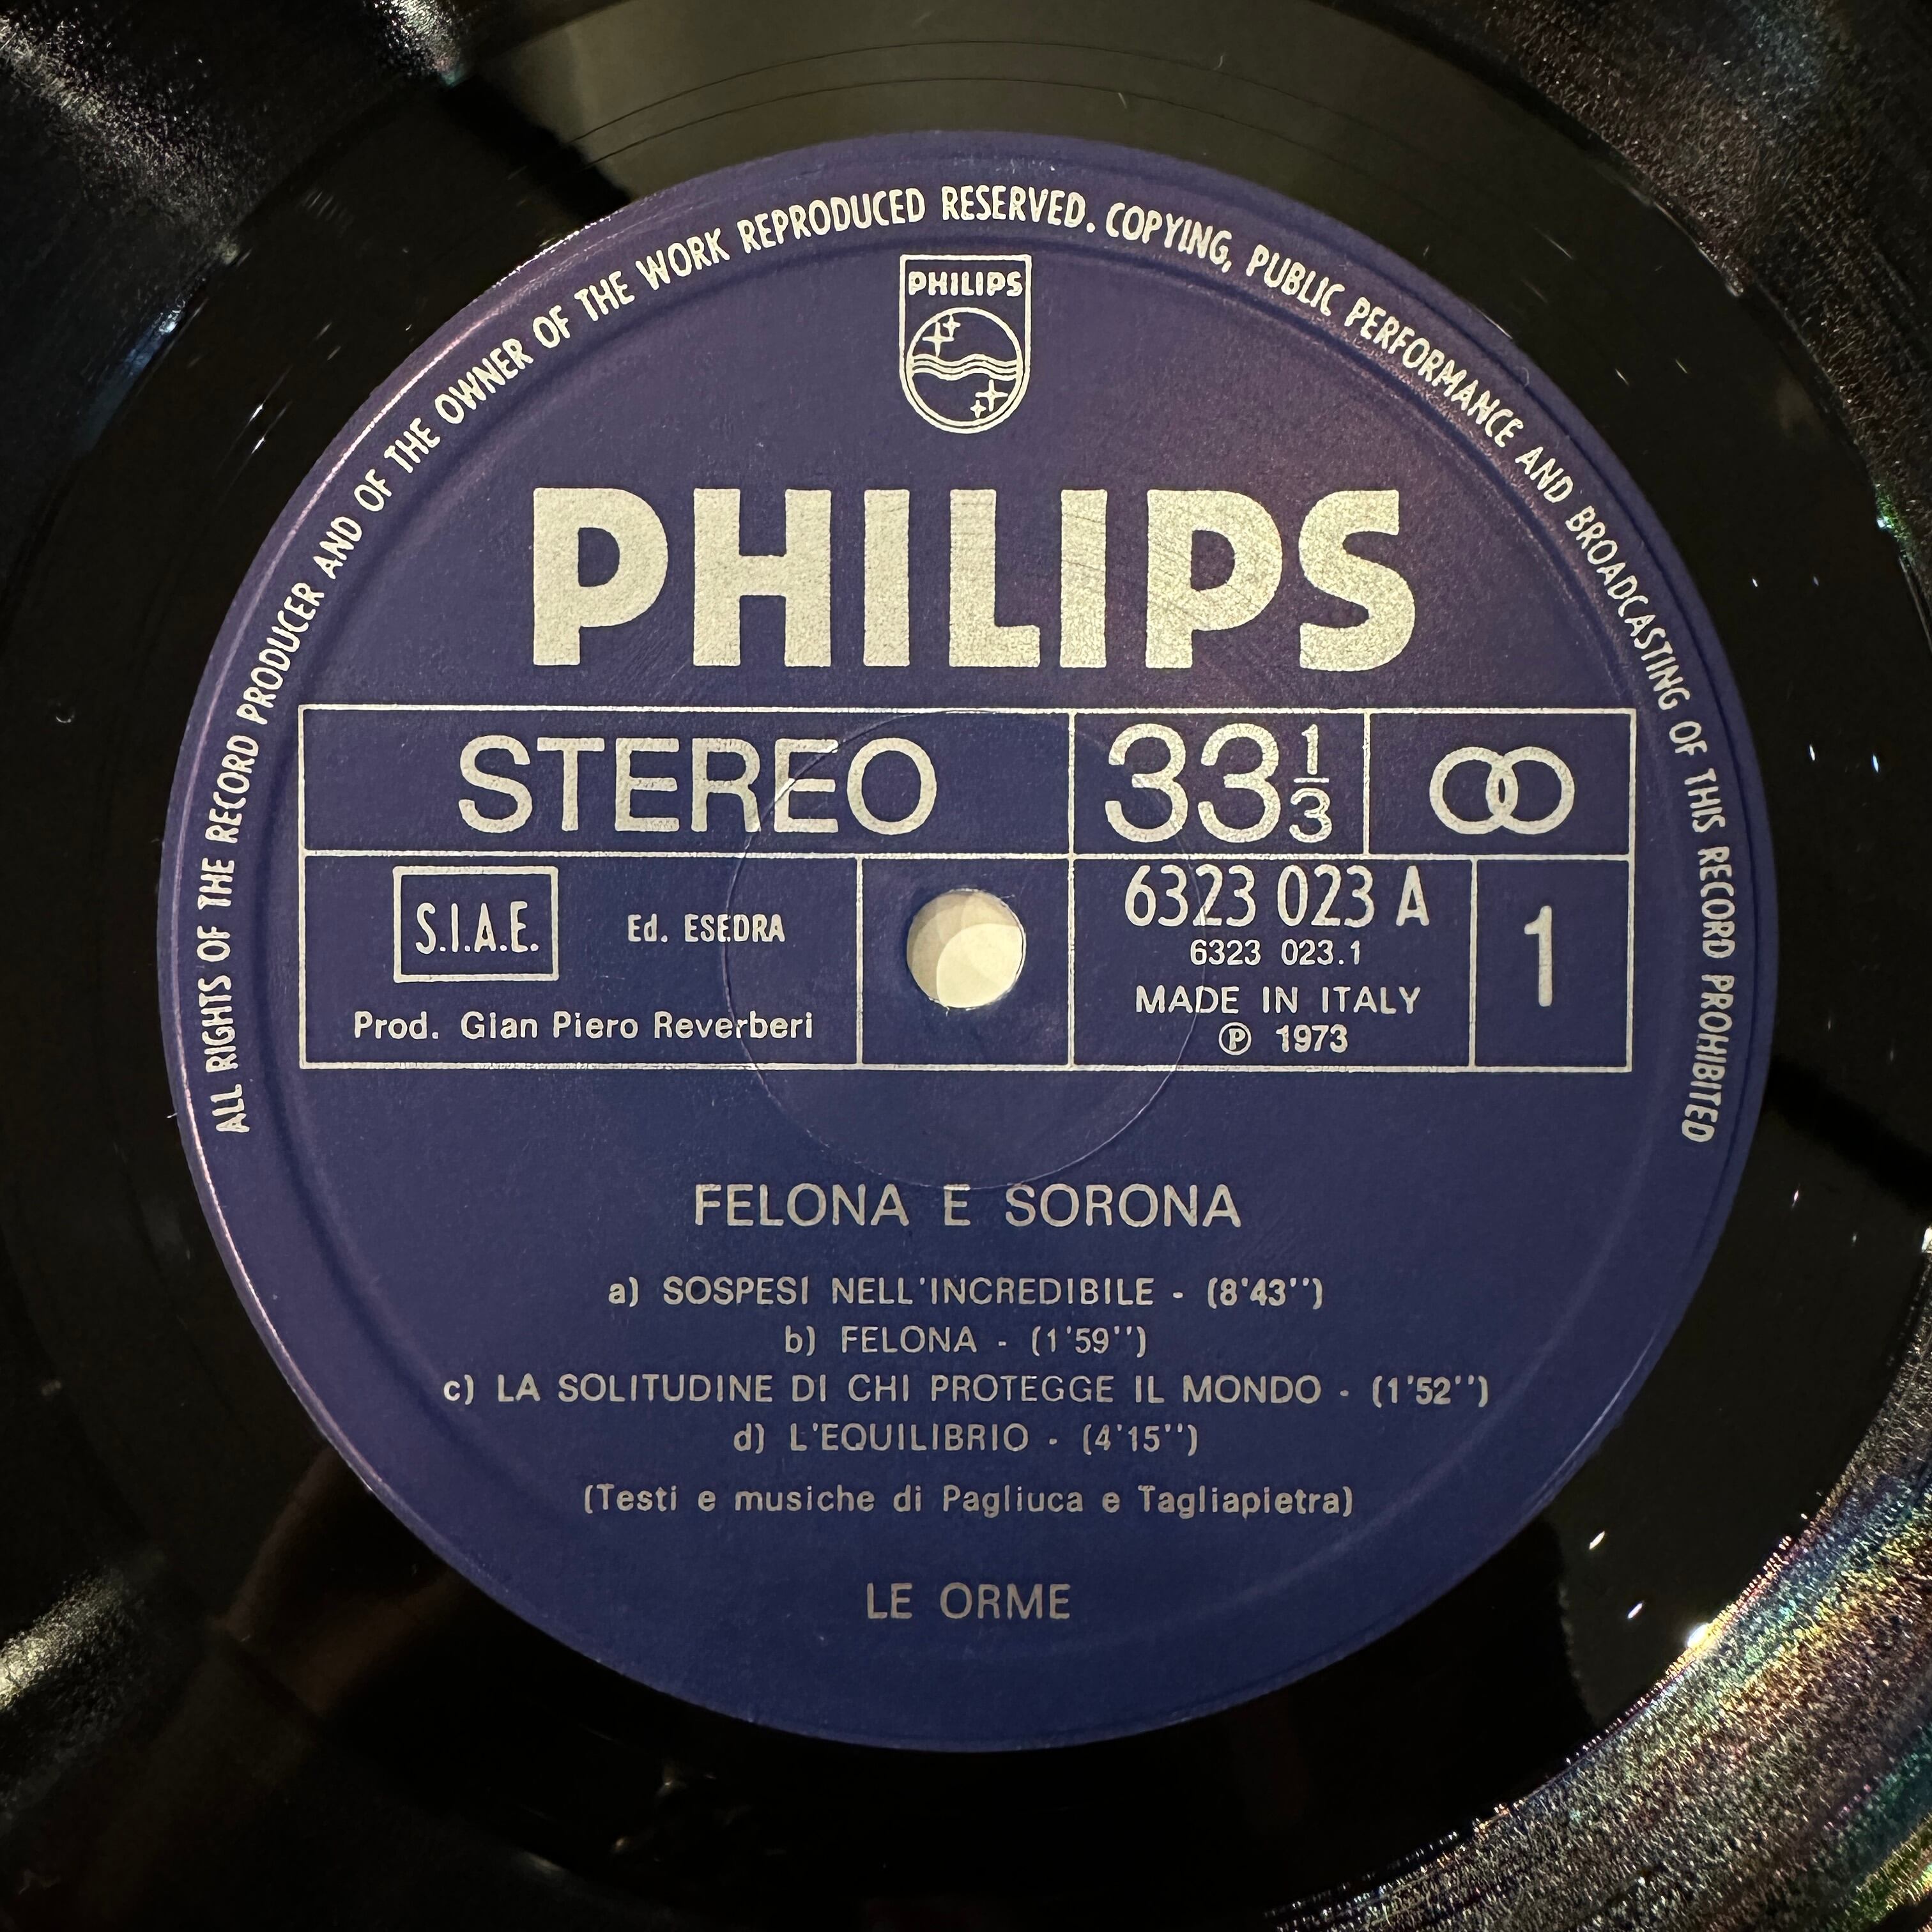 ALL RIGHTS OF THE RECORD PRODUCER AND OF THE OWNER OF THE WORK REPRODUCED RESERVED. COPYING, PUBLIC PERFORMANCE AND BROADCASTING OF THIS RECORD PROHIBITED
PHILIPS
PHILIPS
STEREO
33 1/3
S.I.A.E.
Ed. ESEDRA
Prod. Gian Piero Reverberi
6323 023 A
6323 023.1
MADE IN ITALY
Ⓟ 1973
1
FELONA E SORONA
a) SOSPESI NELL'INCREDIBILE - (8'43'')
b) FELONA - (1'59'')
c) LA SOLITUDINE DI CHI PROTEGGE IL MONDO - (1'52'')
d) L'EQUILIBRIO - (4'15'')
(Testi e musiche di Pagliuca e Tagliapietra)
LE ORME